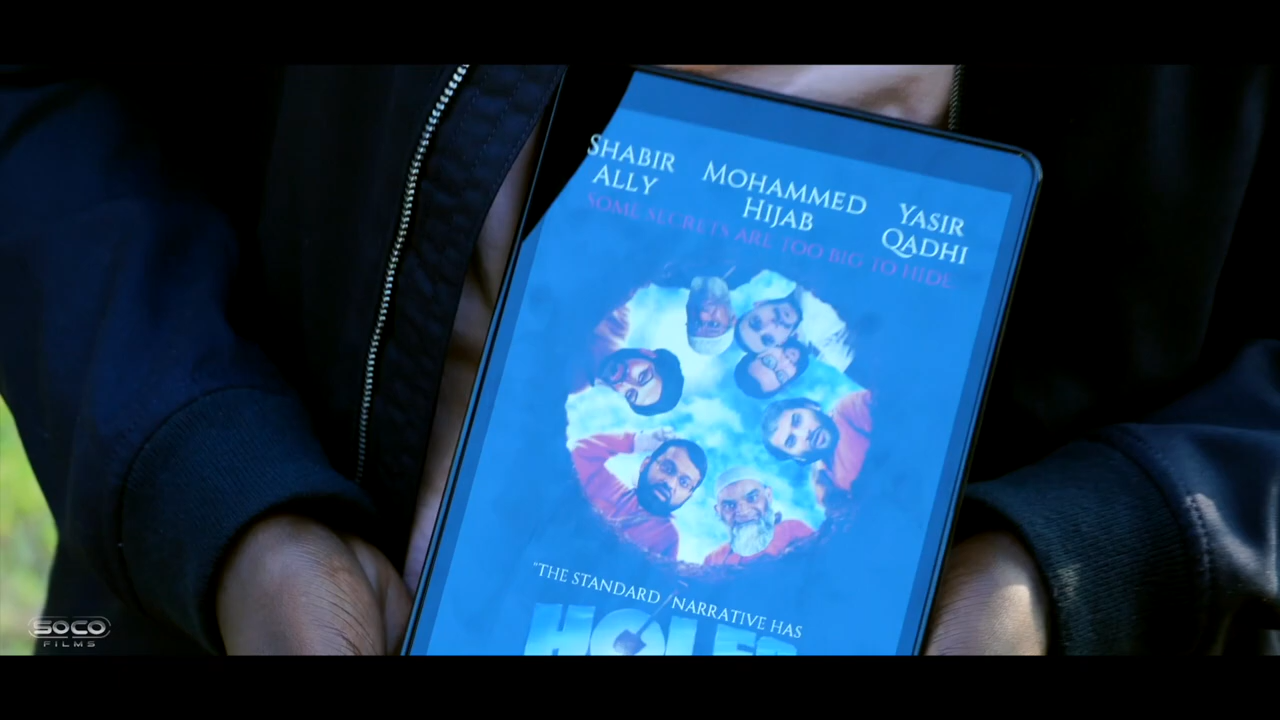 SHABIR
ALLY
MOHAMMED
HIJAB
YASIR
QADHI
SOME SECRETS ARE TOO BIG TO HIDE
"THE STANDARD NARRATIVE HAS
HOLES
SOCO
FILMS